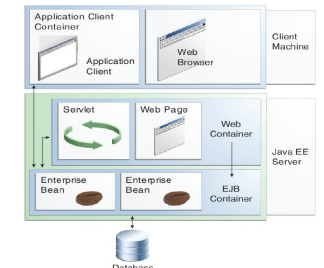 Application Client
Container
Application
Client
Web
Browser
Client
Machine
Servlet
Web Page
Web
Container
Java EE
Server
Enterprise
Bean
Enterprise
Bean
EJB
Container
Database